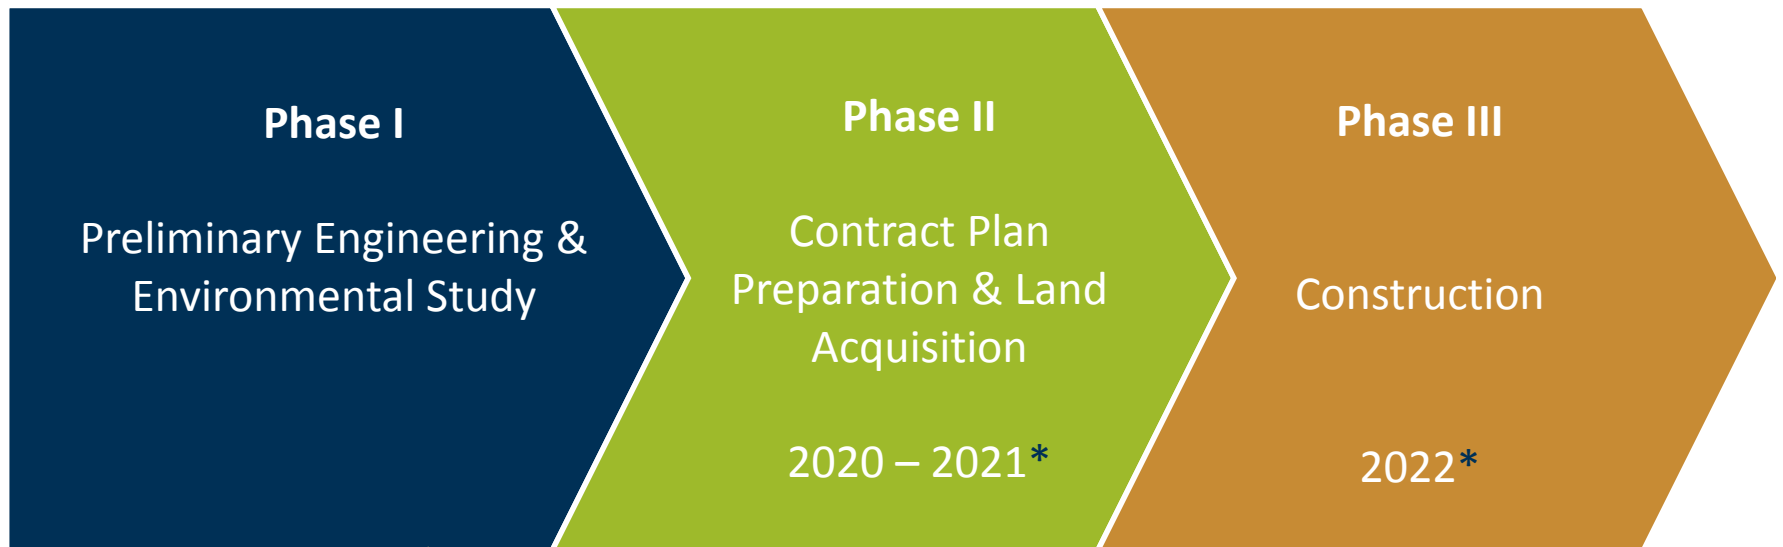 Phase I
Preliminary Engineering &
Environmental Study
Phase II
Contract Plan
Preparation & Land
Acquisition
2020 – 2021*
Phase III
Construction
2022*